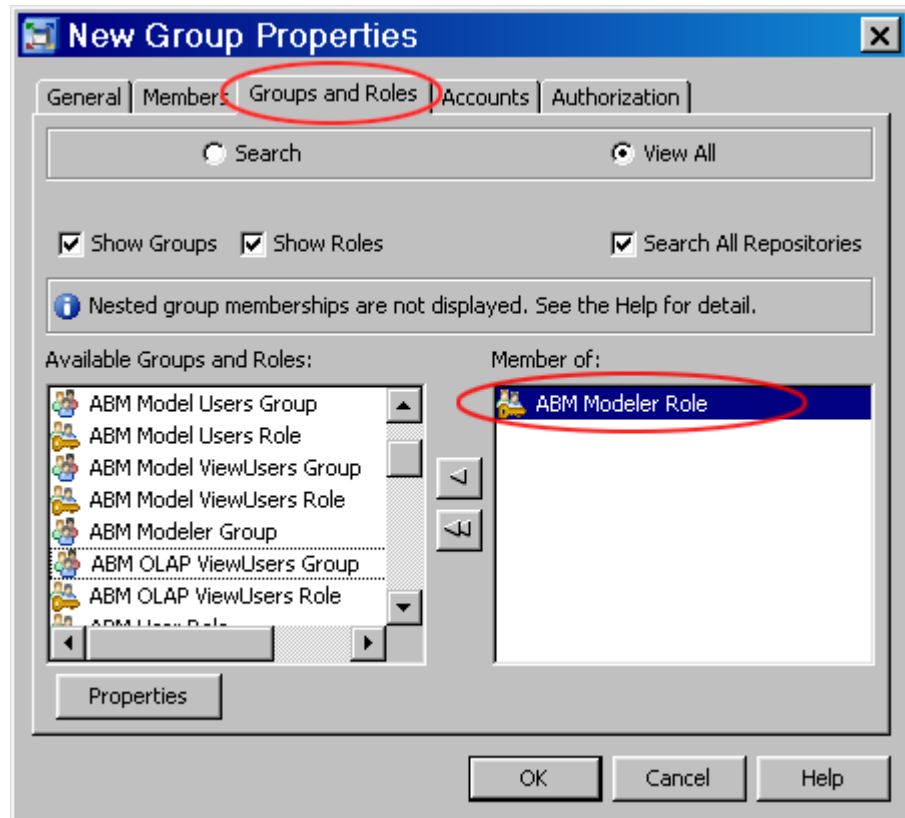 New Group Properties
General Members Groups and Roles Accounts Authorization
Search View All
Show Groups Show Roles Search All Repositories
Nested group memberships are not displayed. See the Help for detail.
Available Groups and Roles: Member of:
ABM Model Users Group ABM Modeler Role
ABM Model Users Role
ABM Model ViewUsers Group
ABM Model ViewUsers Role
ABM Modeler Group
ABM OLAP ViewUsers Group
ABM OLAP ViewUsers Role
ABM User Role
Properties
OK Cancel Help